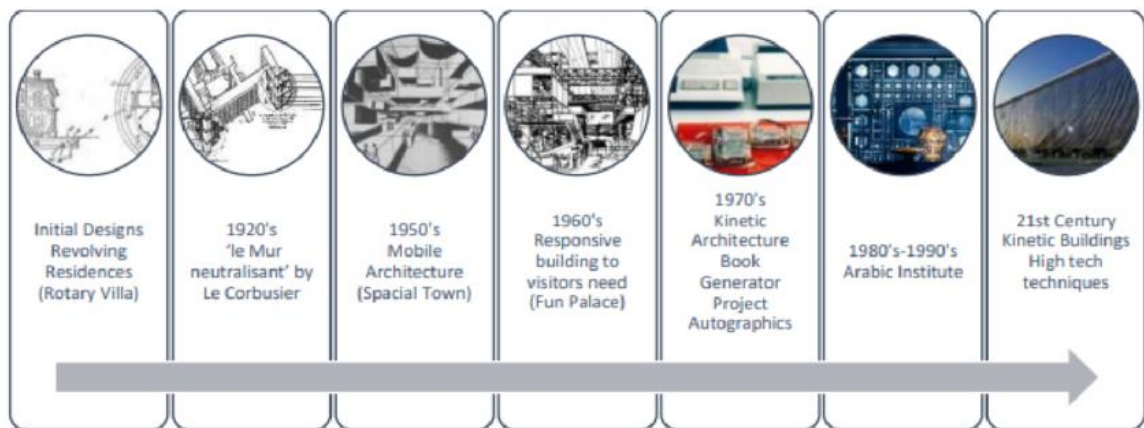 Initial Designs
Revolving
Residences
(Rotary Villa)
1920's
'le Mur
neutralisant' by
Le Corbusier
1950's
Mobile
Architecture
(Spacial Town)
1960's
Responsive
building to
visitors need
(Fun Palace)
1970's
Kinetic
Architecture
Book
Generator
Project
Autographics
1980's-1990's
Arabic Institute
21st Century
Kinetic Buildings
High tech
techniques